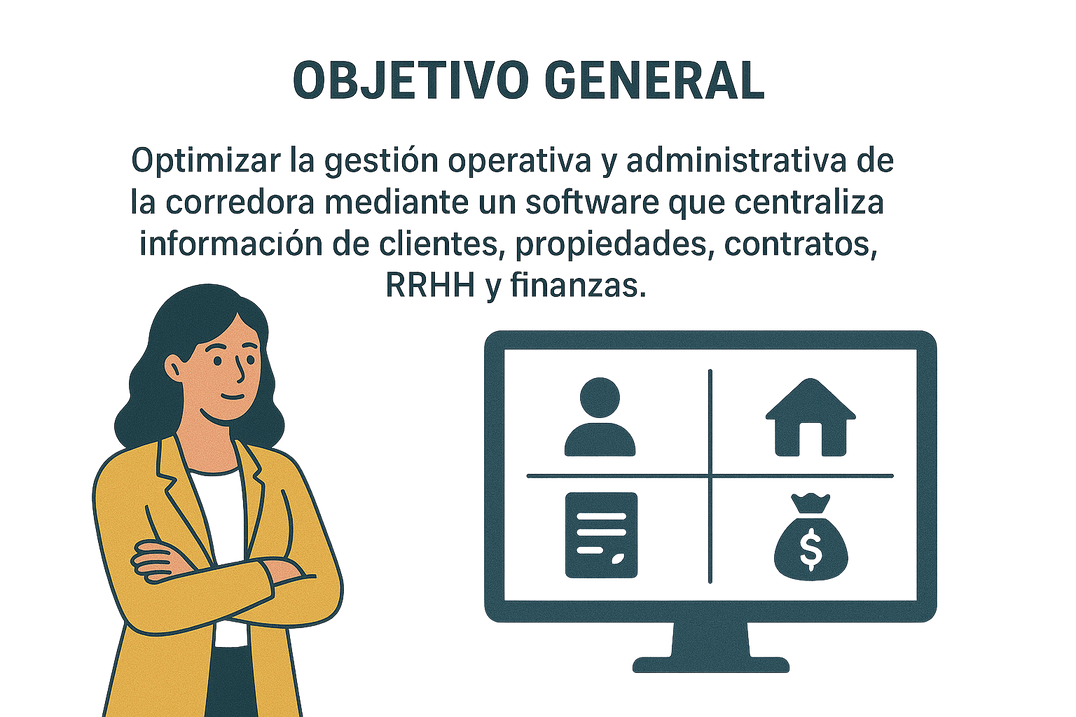 OBJETIVO GENERAL
Optimizar la gestión operativa y administrativa de
la corredora mediante un software que centraliza
información de clientes, propiedades, contratos,
RRHH y finanzas.
$